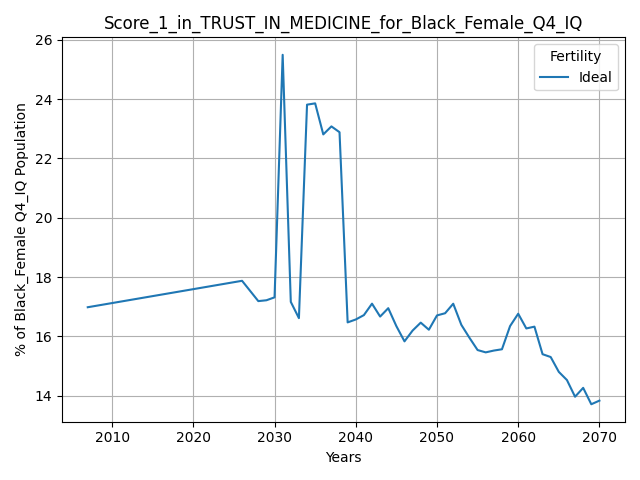 Score_1_in_TRUST_IN_MEDICINE_for_Black_Female_Q4_IQ
% of Black_Female Q4_IQ Population
26
24
22
20
18
16
14
Fertility
Ideal
2010 2020 2030 2040 2050 2060 2070
Years